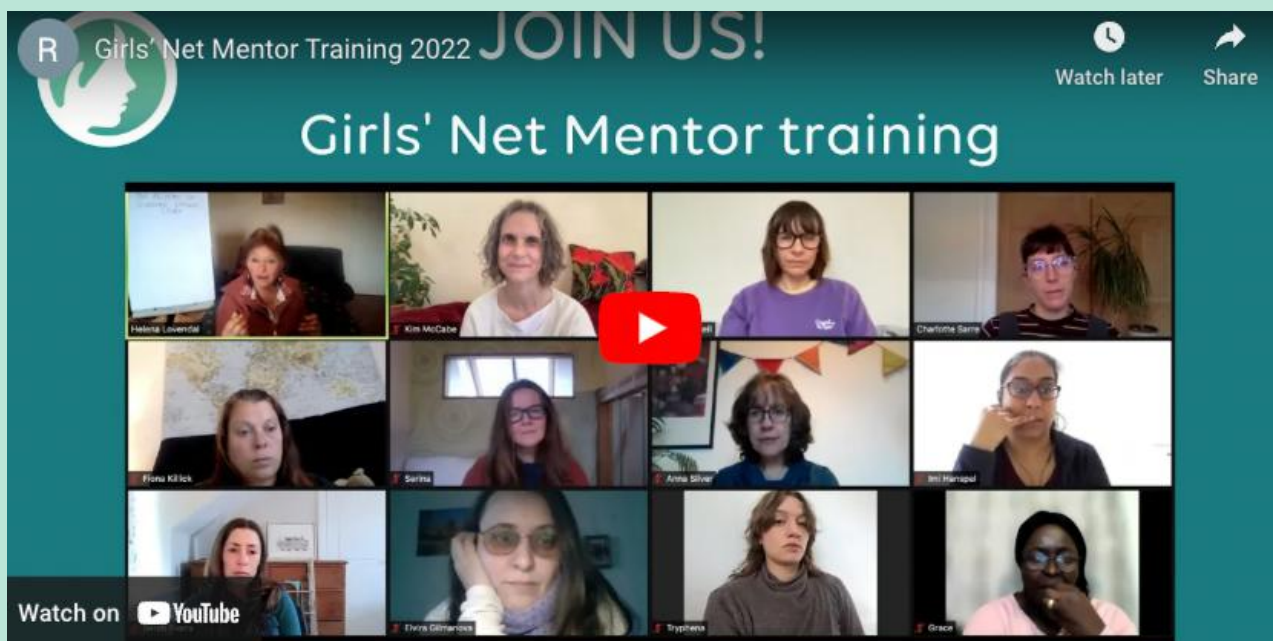 R
Girls' Net Mentor Training 2022
JOIN US!
Watch later
Share
Girls' Net Mentor training
Helena Lovendal
Kim McCabe
Charlotte Sarre
Fiona Killick
Serina
Anna Silver
Imi Harrapal
Watch on YouTube
Elvira Gilmanova
Tryphena
Grace